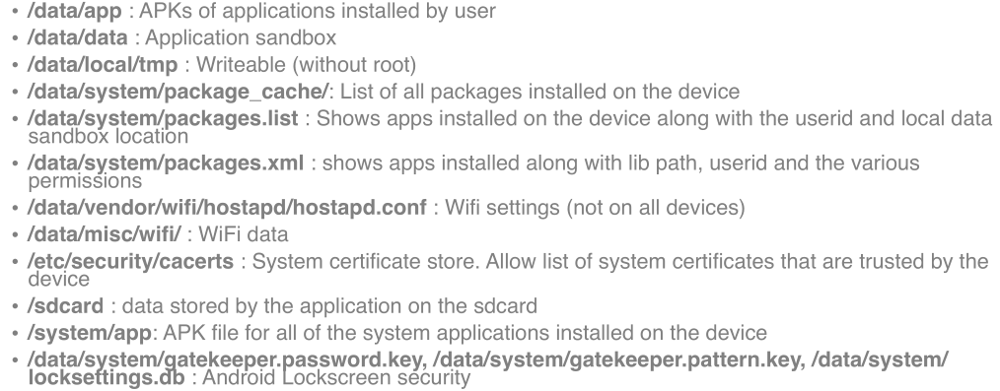 • /data/app : APKs of applications installed by user
• /data/data : Application sandbox
• /data/local/tmp : Writeable (without root)
• /data/system/package_cache/: List of all packages installed on the device
• /data/system/packages.list : Shows apps installed on the device along with the userid and local data
sandbox location
• /data/system/packages.xml : shows apps installed along with lib path, userid and the various
permissions
• /data/vendor/wifi/hostapd/hostapd.conf : Wifi settings (not on all devices)
• /data/misc/wifi/ : WiFi data
• /etc/security/cacerts : System certificate store. Allow list of system certificates that are trusted by the
device
• /sdcard : data stored by the application on the sdcard
• /system/app: APK file for all of the system applications installed on the device
• /data/system/gatekeeper.password.key, /data/system/gatekeeper.pattern.key, /data/system/
locksettings.db : Android Lockscreen security